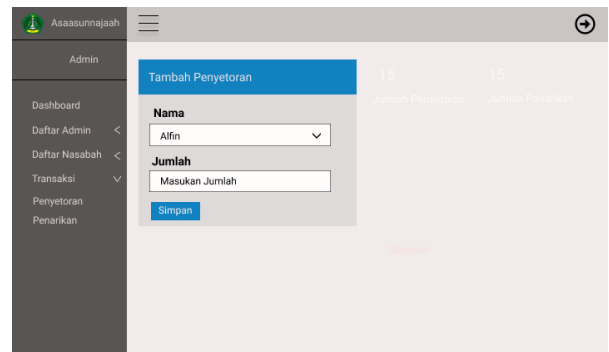 Asaasunnajaah
Admin
Dashboard
Daftar Admin
Daftar Nasabah
Transaksi
Penyetoran
Penarikan
Tambah Penyetoran
Nama
Alfin
Jumlah
Masukan Jumlah
Simpan
15
Jumlah Penyetoran
15
Jumlah Penarikan
Simpan